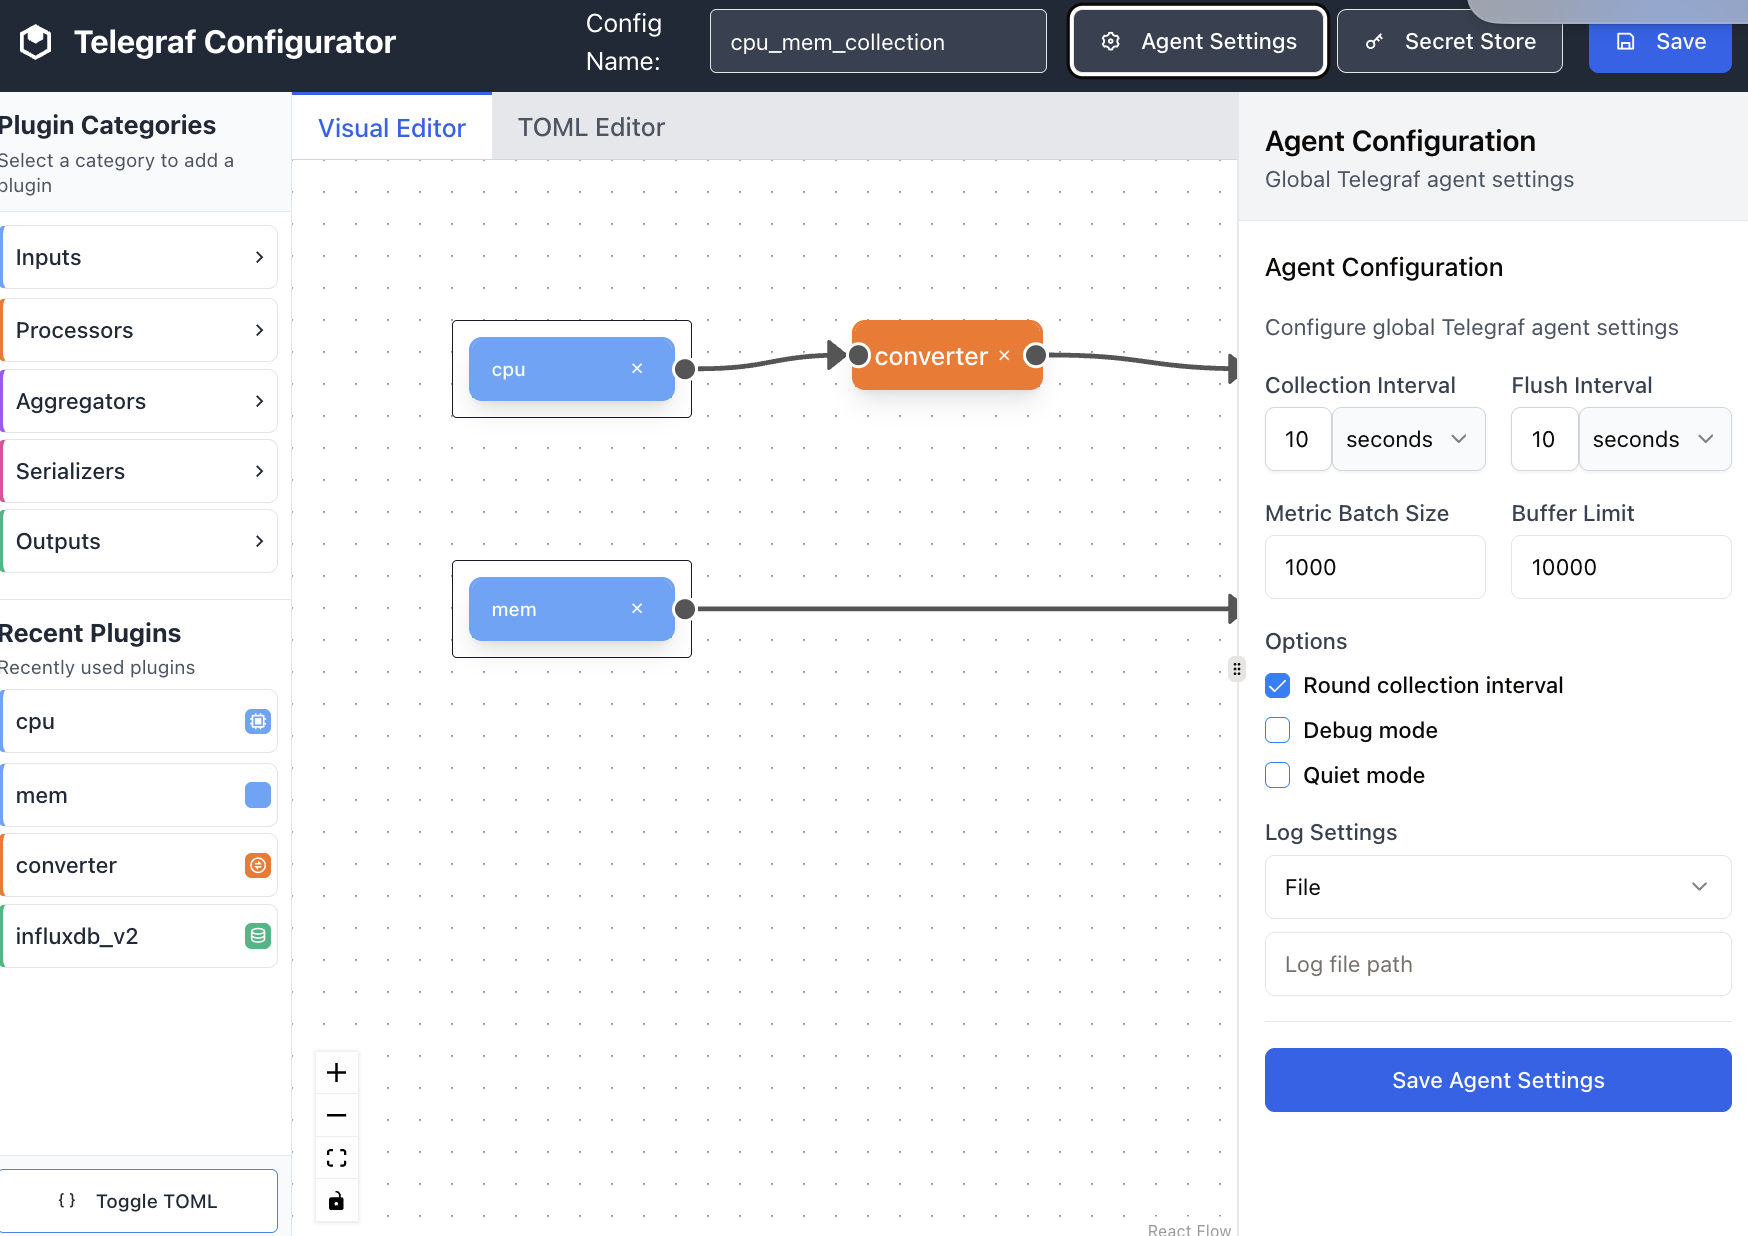 Telegraf Configurator
Config
Name:
cpu_mem_collection
Agent Settings
Secret Store
Save
Plugin Categories
Select a category to add a
plugin
Inputs
Processors
Aggregators
Serializers
Outputs
Recent Plugins
Recently used plugins
cpu
mem
converter
influxdb_v2
{} Toggle TOML
Visual Editor
TOML Editor
cpu ×
converter ×
mem ×
React Flow
Agent Configuration
Global Telegraf agent settings
Agent Configuration
Configure global Telegraf agent settings
Collection Interval
Flush Interval
10 seconds
10 seconds
Metric Batch Size
Buffer Limit
1000
10000
Options
Round collection interval
Debug mode
Quiet mode
Log Settings
File
Log file path
Save Agent Settings